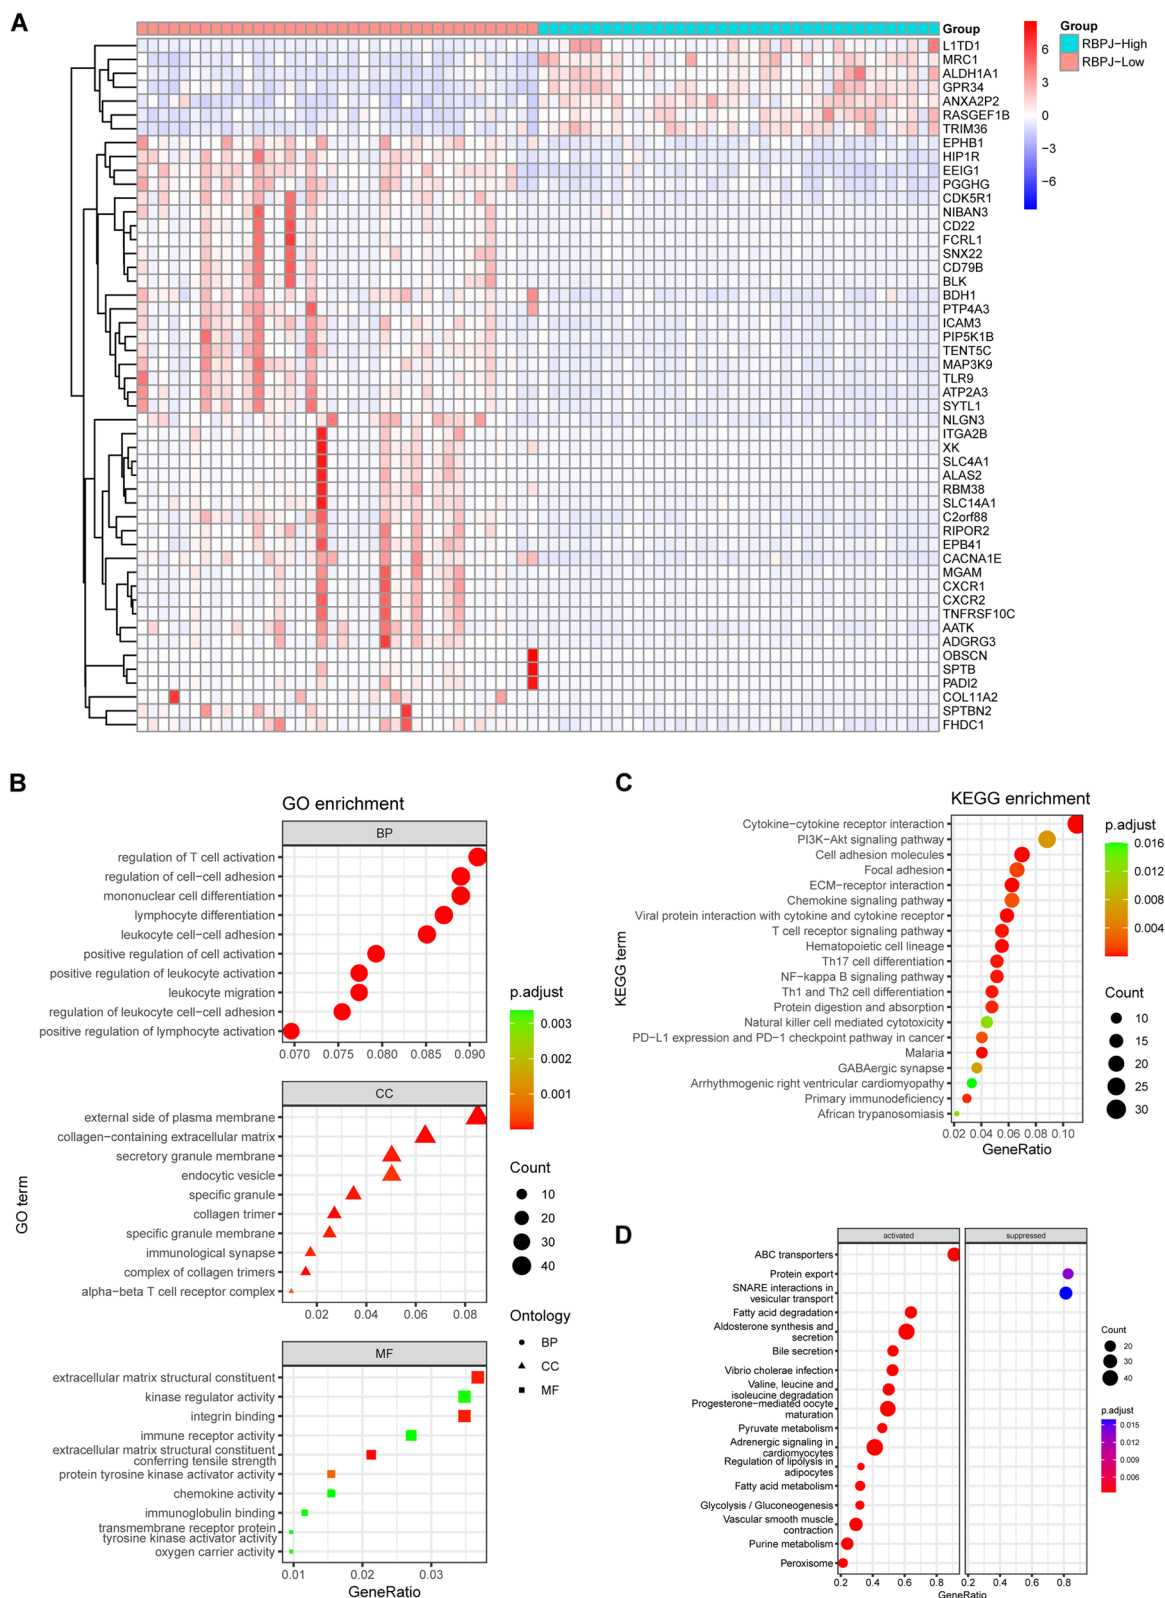 A
Group
L1TD1
MRC1
ALDH1A1
GPR34
ANXA2P2
RASGEF1B
TRIM36
EPHB1
HIP1R
EEIG1
PGGHG
CDK5R1
NIBAN3
CD22
FCRL1
SNX22
CD79B
BLK
BDH1
PTP4A3
ICAM3
PIP5K1B
TENT5C
MAP3K9
TLR9
ATP2A3
SYTL1
NLGN3
ITGA2B
XK
SLC4A1
ALAS2
RBM38
SLC14A1
C2orf88
RIPOR2
EPB41
CACNA1E
MGAM
CXCR1
CXCR2
TNFRSF10C
AATK
ADGRG3
OBSCN
SPTB
PADI2
COL11A2
SPTBN2
FHDC1
6
3
0
−3
−6
Group
RBPJ−High
RBPJ−Low
B
GO enrichment
GO term
BP
regulation of T cell activation
regulation of cell−cell adhesion
mononuclear cell differentiation
lymphocyte differentiation
leukocyte cell−cell adhesion
positive regulation of cell activation
positive regulation of leukocyte activation
leukocyte migration
regulation of leukocyte cell−cell adhesion
positive regulation of lymphocyte activation
0.070 0.075 0.080 0.085 0.090
CC
external side of plasma membrane
collagen−containing extracellular matrix
secretory granule membrane
endocytic vesicle
specific granule
collagen trimer
specific granule membrane
immunological synapse
complex of collagen trimers
alpha−beta T cell receptor complex
0.02 0.04 0.06 0.08
MF
extracellular matrix structural constituent
kinase regulator activity
integrin binding
immune receptor activity
extracellular matrix structural constituent
conferring tensile strength
protein tyrosine kinase activator activity
chemokine activity
immunoglobulin binding
transmembrane receptor protein
tyrosine kinase activator activity
oxygen carrier activity
0.01 0.02 0.03
GeneRatio
p.adjust
0.003
0.002
0.001
Count
10
20
30
40
Ontology
BP
CC
MF
C
KEGG enrichment
KEGG term
Cytokine−cytokine receptor interaction
PI3K−Akt signaling pathway
Cell adhesion molecules
Focal adhesion
ECM−receptor interaction
Chemokine signaling pathway
Viral protein interaction with cytokine and cytokine receptor
T cell receptor signaling pathway
Hematopoietic cell lineage
Th17 cell differentiation
NF−kappa B signaling pathway
Th1 and Th2 cell differentiation
Protein digestion and absorption
Natural killer cell mediated cytotoxicity
PD−L1 expression and PD−1 checkpoint pathway in cancer
Malaria
GABAergic synapse
Arrhythmogenic right ventricular cardiomyopathy
Primary immunodeficiency
African trypanosomiasis
0.02 0.04 0.06 0.08 0.10
GeneRatio
p.adjust
0.016
0.012
0.008
0.004
Count
10
15
20
25
30
D
activated
suppressed
ABC transporters
Protein export
SNARE interactions in
vesicular transport
Fatty acid degradation
Aldosterone synthesis and
secretion
Bile secretion
Vibrio cholerae infection
Valine, leucine and
isoleucine degradation
Progesterone−mediated oocyte
maturation
Pyruvate metabolism
Adrenergic signaling in
cardiomyocytes
Regulation of lipolysis in
adipocytes
Fatty acid metabolism
Glycolysis / Gluconeogenesis
Vascular smooth muscle
contraction
Purine metabolism
Peroxisome
0.2 0.4 0.6 0.8 0.2 0.4 0.6 0.8
GeneRatio
Count
20
30
40
p.adjust
0.015
0.012
0.009
0.006